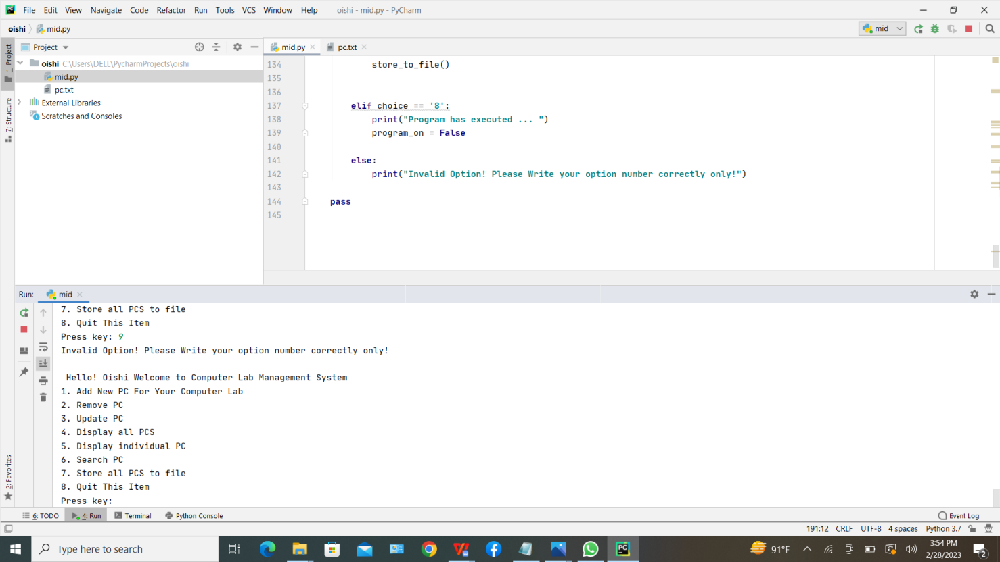 File Edit View Navigate Code Refactor Run Tools VCS Window Help oishi - mid.py - PyCharm
oishi mid.py mid
1: Project
7: Structure
2: Favorites
Project
oishi C:\Users\DELL\PycharmProjects\oishi
mid.py
pc.txt
External Libraries
Scratches and Consoles
mid.py pc.txt
134 store_to_file()
135
136
137 elif choice == '8':
138 print("Program has executed ... ")
139 program_on = False
140
141 else:
142 print("Invalid Option! Please Write your option number correctly only!")
143
144 pass
145
Run: mid
7. Store all PCS to file
8. Quit This Item
Press key: 9
Invalid Option! Please Write your option number correctly only!
Hello! Oishi Welcome to Computer Lab Management System
1. Add New PC For Your Computer Lab
2. Remove PC
3. Update PC
4. Display all PCS
5. Display individual PC
6. Search PC
7. Store all PCS to file
8. Quit This Item
Press key:
6: TODO 4: Run Terminal Python Console Event Log
191:12 CRLF UTF-8 4 spaces Python 3.7
Type here to search
91°F
3:54 PM
2/28/2023
2